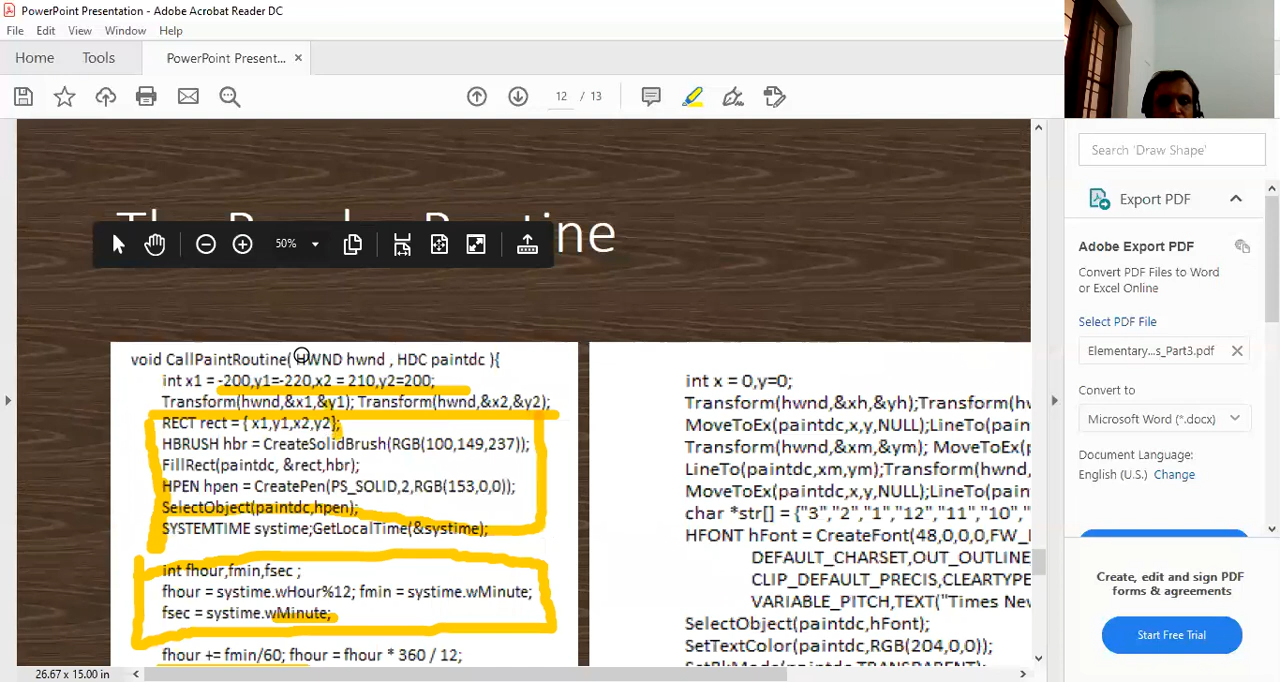 PowerPoint Presentation - Adobe Acrobat Reader DC
File Edit View Window Help
Home Tools PowerPoint Present... ×
12 / 13
Search 'Draw Shape'
Export PDF
Adobe Export PDF
Convert PDF Files to Word
or Excel Online
Select PDF File
Elementary...s_Part3.pdf
Convert to
Microsoft Word (*.docx)
Document Language:
English (U.S.) Change
Create, edit and sign PDF
forms & agreements
Start Free Trial
50%
void CallPaintRoutine( HWND hwnd , HDC paintdc ){
int x1 = -200,y1=-220,x2 = 210,y2=200;
Transform(hwnd,&x1,&y1); Transform(hwnd,&x2,&y2);
RECT rect = { x1,y1,x2,y2};
HBRUSH hbr = CreateSolidBrush(RGB(100,149,237));
FillRect(paintdc, &rect,hbr);
HPEN hpen = CreatePen(PS_SOLID,2,RGB(153,0,0));
SelectObject(paintdc,hpen);
SYSTEMTIME systime;GetLocalTime(&systime);
int fhour,fmin,fsec ;
fhour = systime.wHour%12; fmin = systime.wMinute;
fsec = systime.wMinute;
fhour += fmin/60; fhour = fhour * 360 / 12;
int x = 0,y=0;
Transform(hwnd,&xh,&yh);Transform(hw
MoveToEx(paintdc,x,y,NULL);LineTo(paint
Transform(hwnd,&xm,&ym); MoveToEx(
LineTo(paintdc,xm,ym);Transform(hwnd,
MoveToEx(paintdc,x,y,NULL);LineTo(paint
char *str[] = {"3","2","1","12","11","10",
HFONT hFont = CreateFont(48,0,0,0,FW_
DEFAULT_CHARSET,OUT_OUTLINE
CLIP_DEFAULT_PRECIS,CLEARTYPE
VARIABLE_PITCH,TEXT("Times Nev
SelectObject(paintdc,hFont);
SetTextColor(paintdc,RGB(204,0,0));
26.67 x 15.00 in